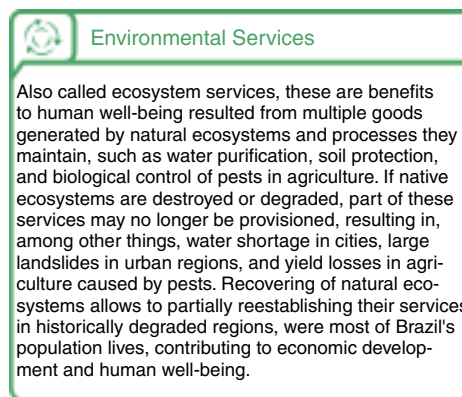 Environmental Services
Also called ecosystem services, these are benefits
to human well-being resulted from multiple goods
generated by natural ecosystems and processes they
maintain, such as water purification, soil protection,
and biological control of pests in agriculture. If native
ecosystems are destroyed or degraded, part of these
services may no longer be provisioned, resulting in,
among other things, water shortage in cities, large
landslides in urban regions, and yield losses in agri-
culture caused by pests. Recovering of natural eco-
systems allows to partially reestablishing their services
in historically degraded regions, were most of Brazil's
population lives, contributing to economic develop-
ment and human well-being.